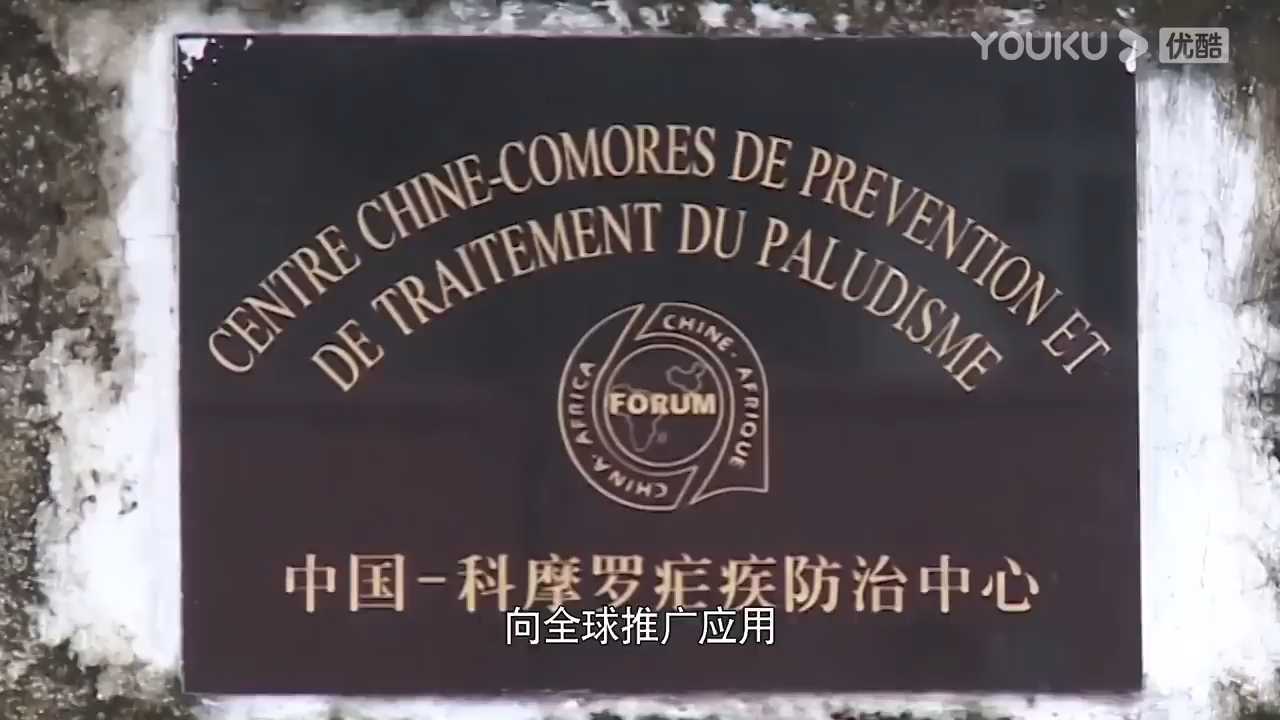 YOUKU 优酷
CENTRE CHINE-COMORES DE PREVENTION ET
DE TRAITEMENT DU PALUDISME
CHINE-AFRIQUE
FORUM
CHINA-AFRICA
中国-科摩罗疟疾防治中心
向全球推广应用